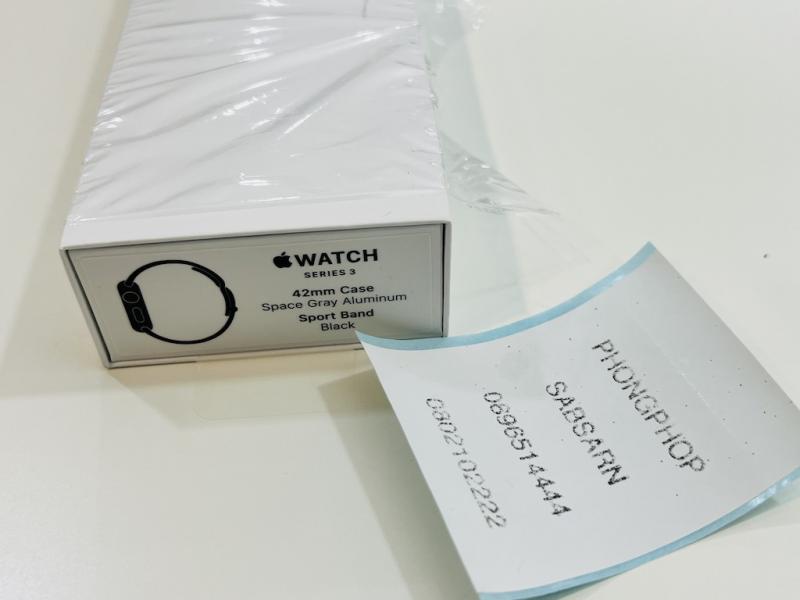 WATCH
SERIES 3
42mm Case
Space Gray Aluminum
Sport Band
Black
PHONGPHOP
SABSARN
0696514444
0802102222